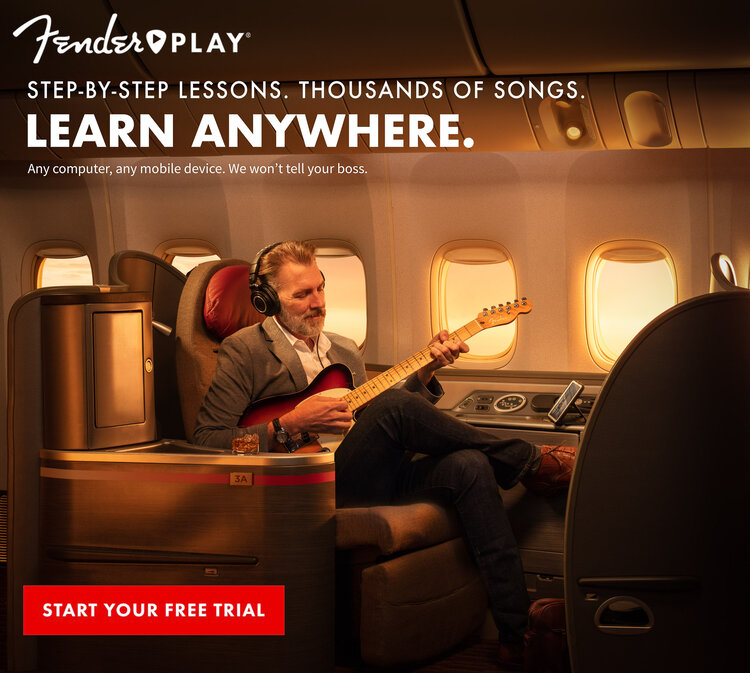 Fender PLAY®
STEP-BY-STEP LESSONS. THOUSANDS OF SONGS.
LEARN ANYWHERE.
Any computer, any mobile device. We won't tell your boss.
3A
START YOUR FREE TRIAL